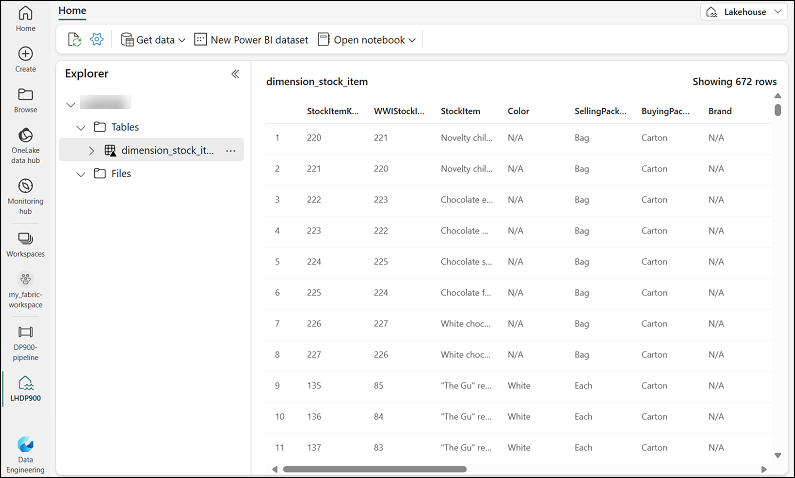 Home
Lakehouse
Get data
New Power BI dataset
Open notebook
Home
Create
Browse
OneLake
data hub
Monitoring
hub
Workspaces
my_fabric-
workspace
DP900-
pipeline
LHDP900
Data
Engineering
Explorer
Tables
dimension_stock_it...
Files
dimension_stock_item Showing 672 rows
StockItemK... WWIStockI... StockItem Color SellingPack... BuyingPac... Brand
1 220 221 Novelty chil... N/A Bag Carton N/A
2 221 220 Novelty chil... N/A Bag Carton N/A
3 222 223 Chocolate e... N/A Bag Carton N/A
4 223 222 Chocolate ... N/A Bag Carton N/A
5 224 225 Chocolate s... N/A Bag Carton N/A
6 225 224 Chocolate f... N/A Bag Carton N/A
7 226 227 White choc... N/A Bag Carton N/A
8 227 226 White choc... N/A Bag Carton N/A
9 135 85 "The Gu" re... White Each Carton N/A
10 136 84 "The Gu" re... White Each Carton N/A
11 137 83 "The Gu" re... White Each Carton N/A